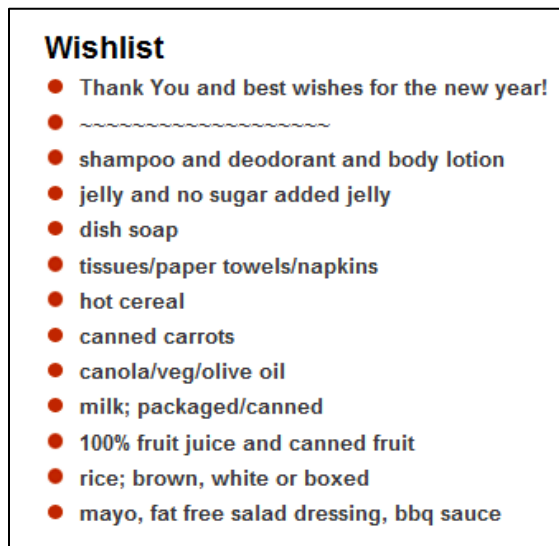 Wishlist
Thank You and best wishes for the new year!
~~~~~~~~~~~~~~~~~~~
shampoo and deodorant and body lotion
jelly and no sugar added jelly
dish soap
tissues/paper towels/napkins
hot cereal
canned carrots
canola/veg/olive oil
milk; packaged/canned
100% fruit juice and canned fruit
rice; brown, white or boxed
mayo, fat free salad dressing, bbq sauce